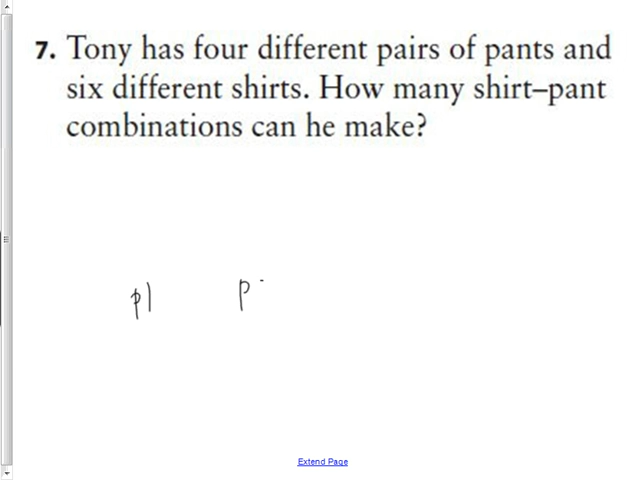 7. Tony has four different pairs of pants and
six different shirts. How many shirt–pant
combinations can he make?
p1 p
Extend Page